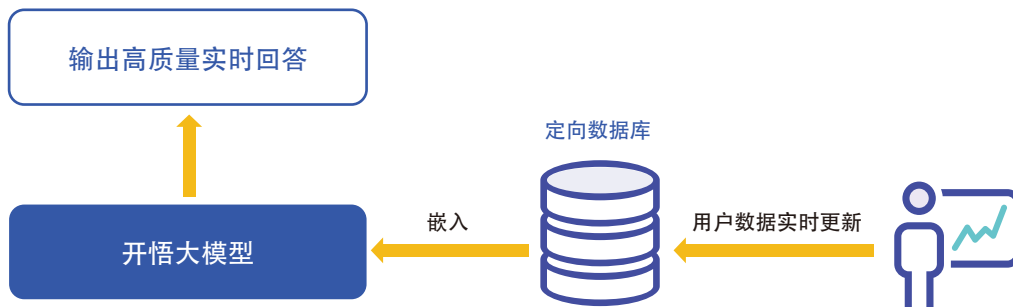 输出高质量实时回答
定向数据库
嵌入
用户数据实时更新
开悟大模型